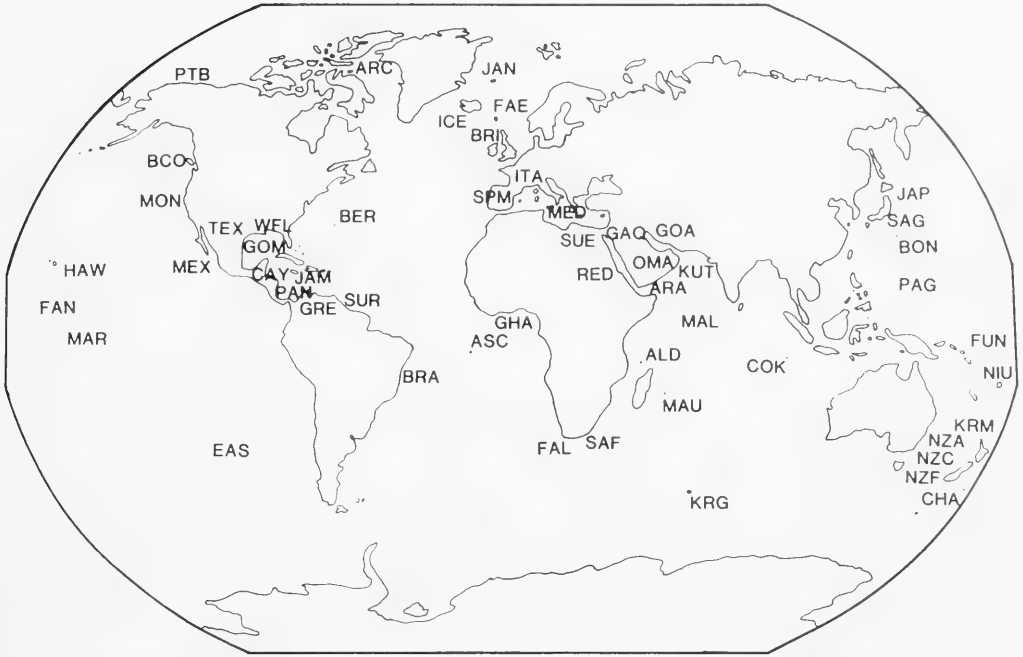 PTB
ARC
JAN
FAE
ICE
BRI
BCO
ITA
SPM
MED
MON
JAP
BER
TEX
WFL
SAG
SUE
GAQ
GOA
GOM
BON
HAW
MEX
CAY
JAM
RED
OMA
KUT
PAN
ARA
PAG
FAN
GRE
SUR
MAL
GHA
MAR
ASC
FUN
ALD
COK
NIU
BRA
MAU
KRM
EAS
FAL
SAF
NZA
NZC
NZF
KRG
CHA